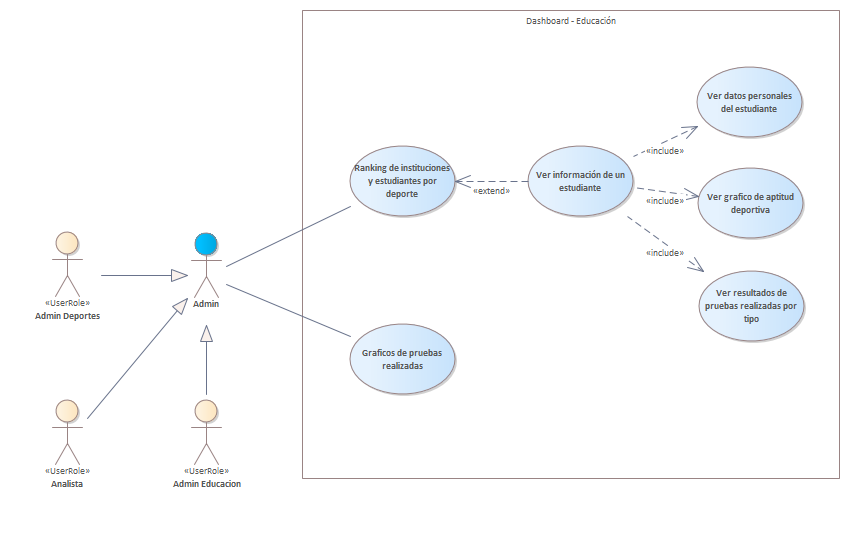 Dashboard - Educación
Ver datos personales
del estudiante
«include»
Ranking de instituciones
y estudiantes por
deporte
«extend»
Ver información de un
estudiante
«include»
Ver grafico de aptitud
deportiva
«include»
Ver resultados de
pruebas realizadas por
tipo
Admin
«UserRole»
Admin Deportes
Graficos de pruebas
realizadas
«UserRole»
Analista
«UserRole»
Admin Educacion